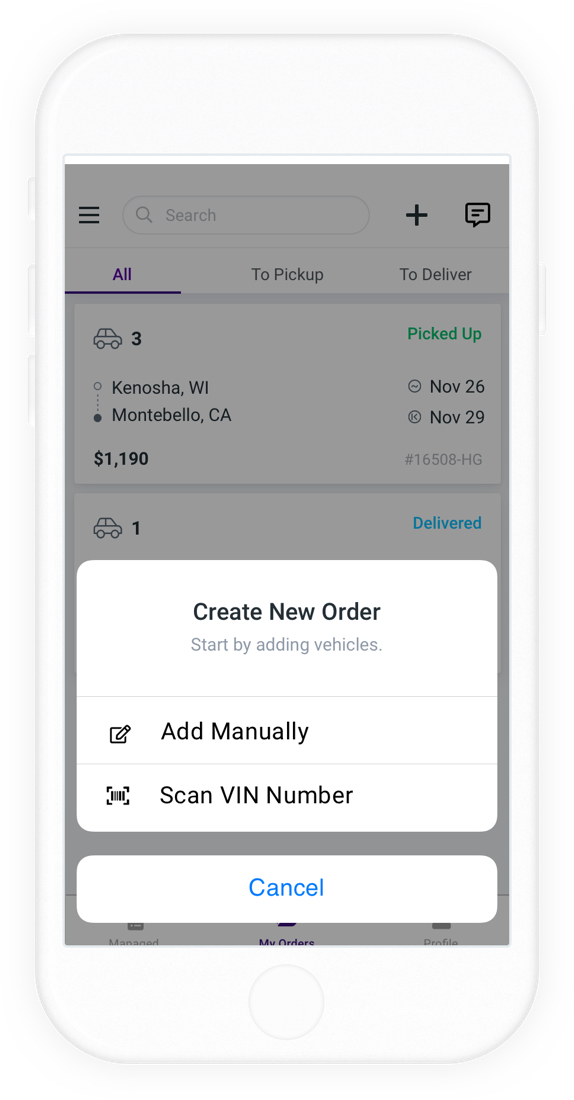 Search
All To Pickup To Deliver
3 Picked Up
Kenosha, WI Nov 26
Montebello, CA Nov 29
$1,190 #16508-HG
1 Delivered
Create New Order
Start by adding vehicles.
Add Manually
Scan VIN Number
Cancel
Managed My Orders Profile